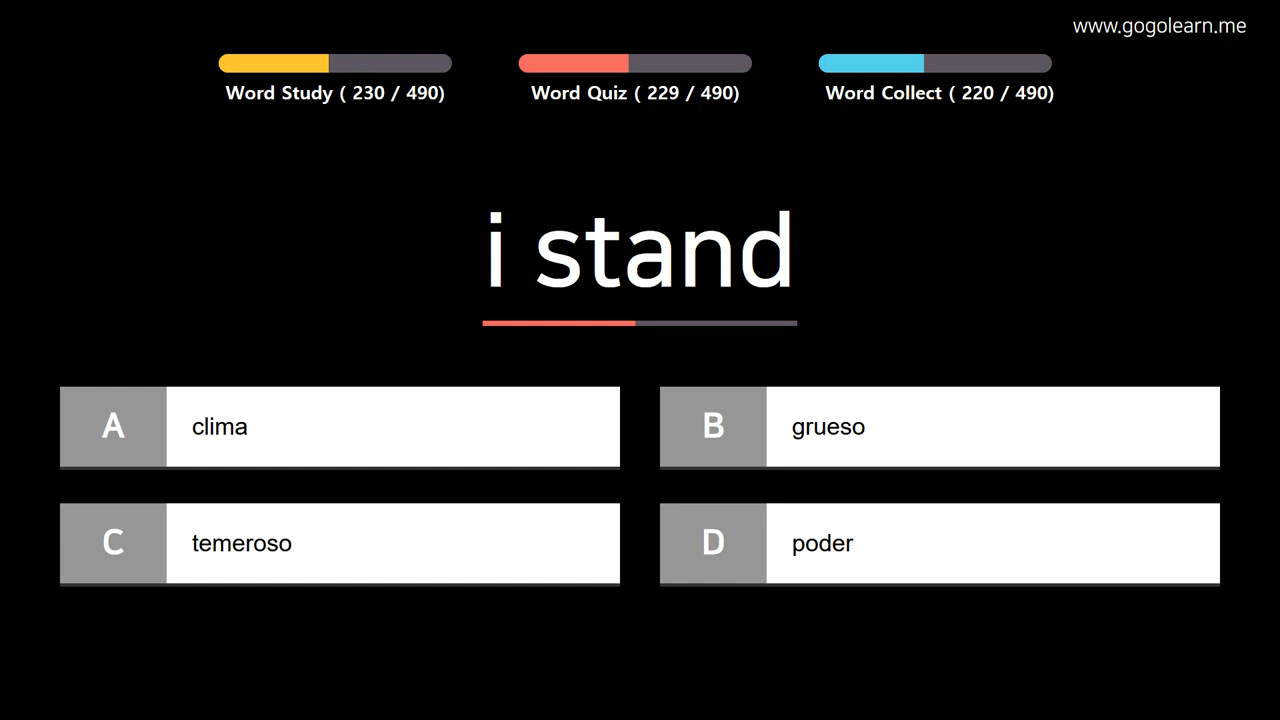 www.gogolearn.me
Word Study ( 230 / 490)
Word Quiz ( 229 / 490)
Word Collect ( 220 / 490)
i stand
A clima
B grueso
C temeroso
D poder